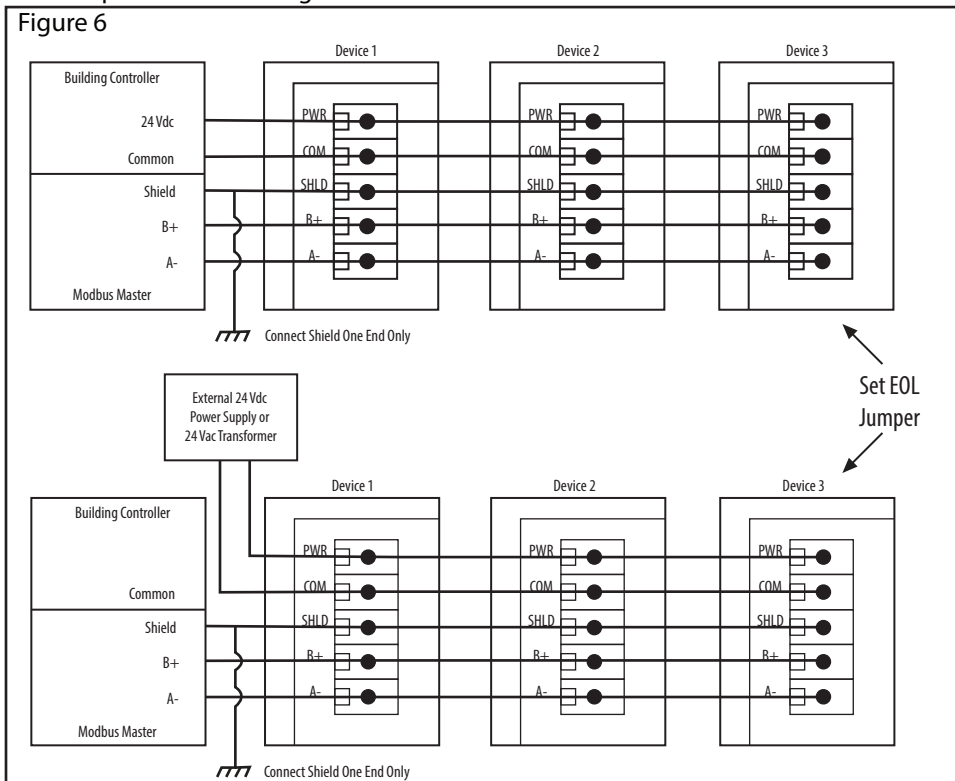 Figure 6
Device 1
Device 2
Device 3
Building Controller
24 Vdc
Common
Shield
B+
A-
Modbus Master
PWR
COM
SHLD
B+
A-
PWR
COM
SHLD
B+
A-
PWR
COM
SHLD
B+
A-
Connect Shield One End Only
Set EOL
Jumper
External 24 Vdc
Power Supply or
24 Vac Transformer
Device 1
Device 2
Device 3
Building Controller
Common
Shield
B+
A-
Modbus Master
PWR
COM
SHLD
B+
A-
PWR
COM
SHLD
B+
A-
PWR
COM
SHLD
B+
A-
Connect Shield One End Only